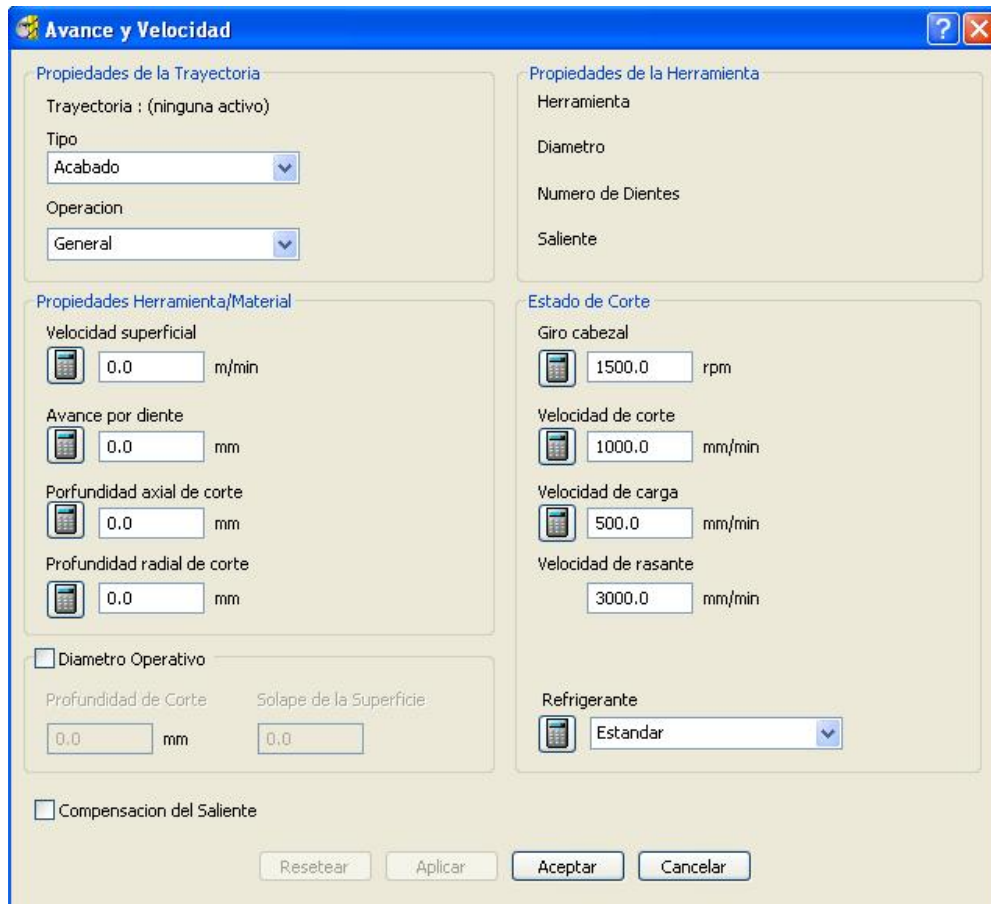 Avance y Velocidad
Propiedades de la Trayectoria
Trayectoria : (ninguna activo)
Tipo
Acabado
Operacion
General
Propiedades de la Herramienta
Herramienta
Diametro
Numero de Dientes
Saliente
Propiedades Herramienta/Material
Velocidad superficial
0.0 m/min
Avance por diente
0.0 mm
Porfundidad axial de corte
0.0 mm
Profundidad radial de corte
0.0 mm
Estado de Corte
Giro cabezal
1500.0 rpm
Velocidad de corte
1000.0 mm/min
Velocidad de carga
500.0 mm/min
Velocidad de rasante
3000.0 mm/min
Refrigerante
Estandar
Diametro Operativo
Profundidad de Corte Solape de la Superficie
0.0 mm 0.0
Compensacion del Saliente
Resetear Aplicar Aceptar Cancelar